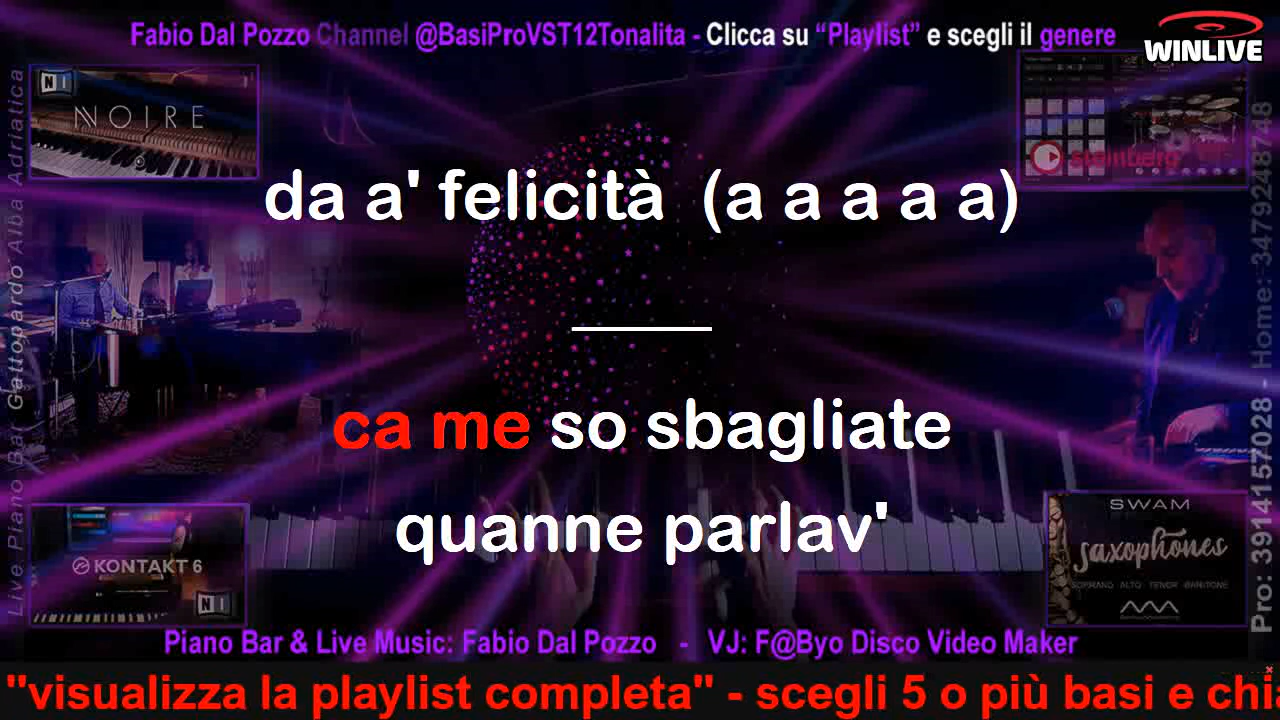 Fabio Dal Pozzo Channel @BasiProVST12Tonalita - Clicca su “Playlist” e scegli il genere
WINLIVE
NOIRE
steinberg
da a' felicità (a a a a a)
ca me so sbagliate
quanne parlav'
Live Piano Bar Gattopardo Alba Adriatica
Pro: 3914157028 - Home: 3479248748
KONTAKT 6
SWAM
saxophones
SOPRANO ALTO TENOR BARITONE
Piano Bar & Live Music: Fabio Dal Pozzo - VJ: F@Byo Disco Video Maker
"visualizza la playlist completa" - scegli 5 o più basi e chi